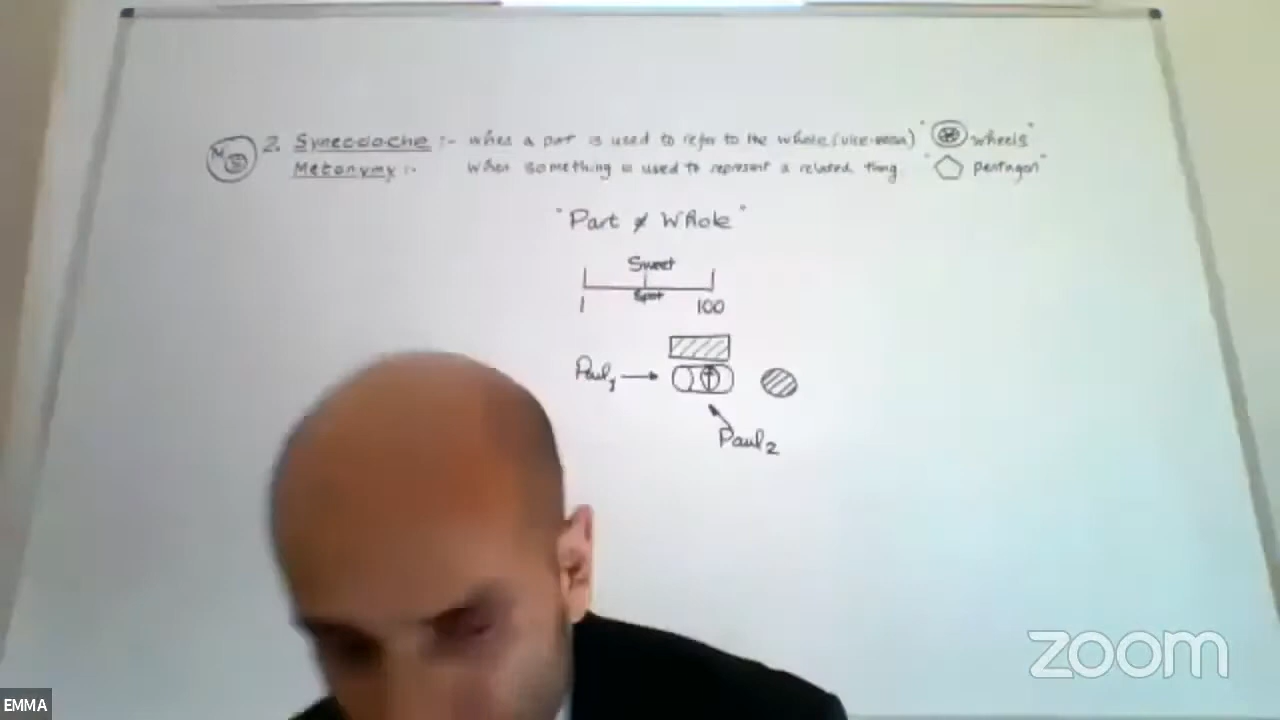 2. Synecdoche :- when a part is used to refer to the whole (vice-versa) " wheels"
M S
Metonymy :- when something is used to represent a related thing " pentagon"
"Part & Whole"
Sweet
Spot
1 100
Paul1
Paul2
zoom
EMMA